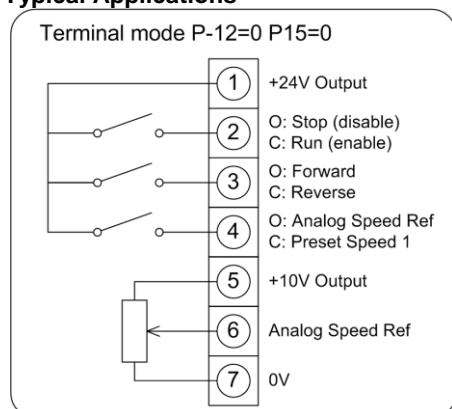 Typical Applications
Terminal mode P-12=0 P15=0
1 +24V Output
2 O: Stop (disable)
C: Run (enable)
3 O: Forward
C: Reverse
4 O: Analog Speed Ref
C: Preset Speed 1
5 +10V Output
6 Analog Speed Ref
7 0V